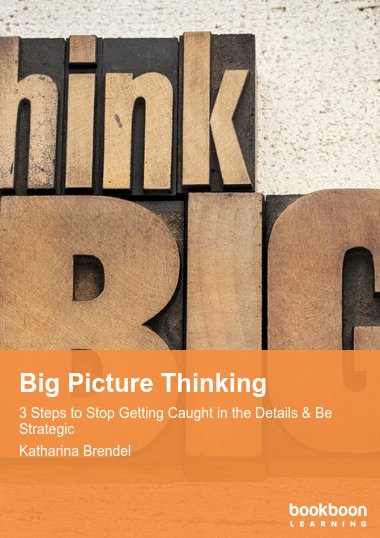 hink
BIG
Big Picture Thinking
3 Steps to Stop Getting Caught in the Details & Be
Strategic
Katharina Brendel
bookboon
LEARNING